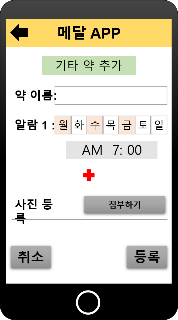 메달 APP
기타 약 추가
약 이름:
알람 1 : 월 화 수 목 금 토 일
AM 7: 00
사진 등
록
첨부하기
취소 등록